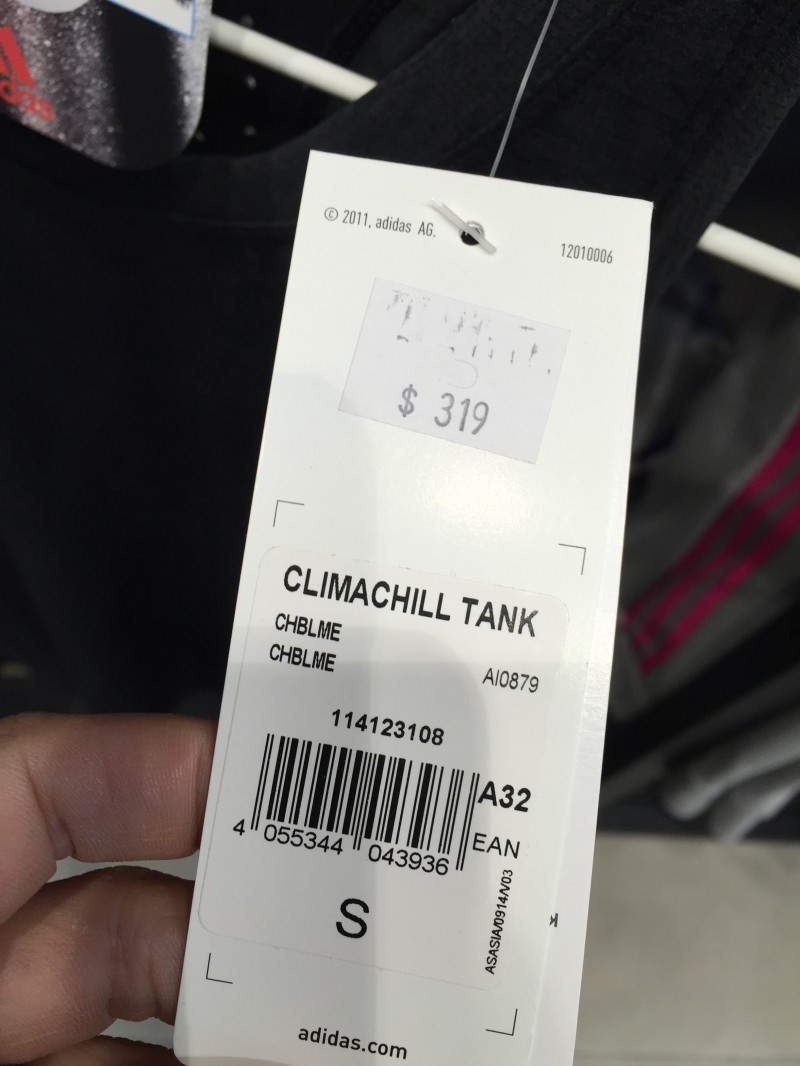 adidas
© 2011, adidas AG.
12010006
$ 319
CLIMACHILL TANK
CHBLME
CHBLME
AI0879
114123108
A32
4 055344 043936
EAN
S
ASASIA/0914/V03
adidas.com